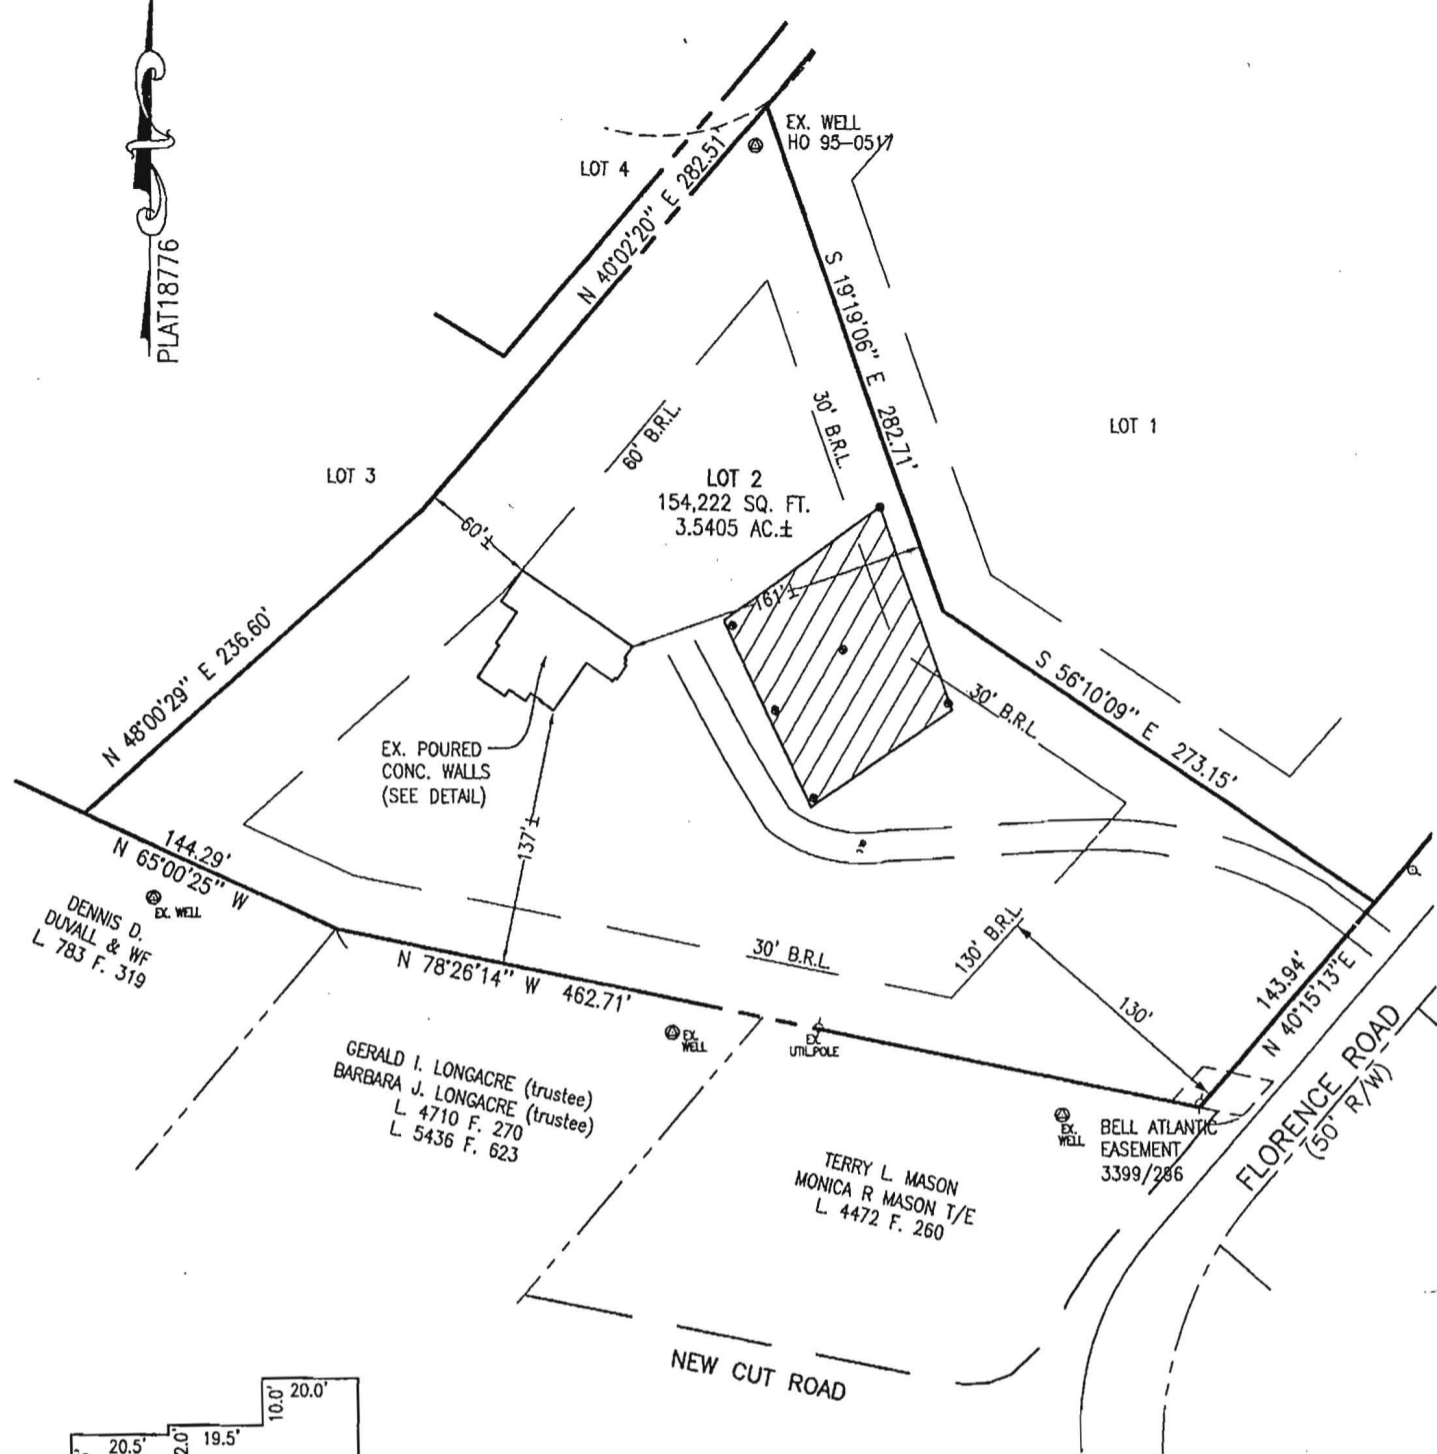 PLAT18776
EX. WELL
HO 95-0517
LOT 4
N 40°02'20" E 282.51'
S 19°19'06" E 282.71'
LOT 1
60' B.R.L.
30' B.R.L.
LOT 3
LOT 2
154,222 SQ. FT.
3.5405 AC.±
60'±
161'±
N 48°00'29" E 236.60'
S 56°10'09" E 273.15'
30' B.R.L.
EX. POURED
CONC. WALLS
(SEE DETAIL)
137'±
144.29'
N 65°00'25" W
EX. WELL
DENNIS D.
DUVALL & WF
L. 783 F. 319
30' B.R.L.
130' B.R.L.
130'
143.94'
N 40°15'13" E
N 78°26'14" W 462.71'
EX.
WELL
EX.
UTIL.POLE
FLORENCE ROAD
(50' R/W)
GERALD I. LONGACRE (trustee)
BARBARA J. LONGACRE (trustee)
L. 4710 F. 270
L. 5436 F. 623
EX.
WELL
BELL ATLANTIC
EASEMENT
3399/286
TERRY L. MASON
MONICA R MASON T/E
L. 4472 F. 260
NEW CUT ROAD
10.0'
20.0'
20.5'
2.0'
19.5'